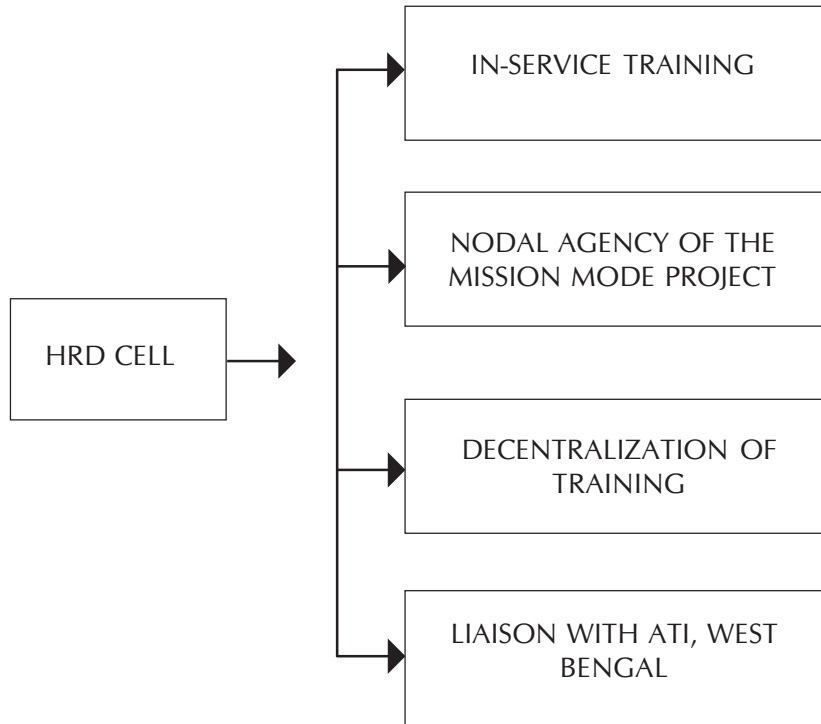 IN-SERVICE TRAINING
NODAL AGENCY OF THE
MISSION MODE PROJECT
HRD CELL
DECENTRALIZATION OF
TRAINING
LIAISON WITH ATI, WEST
BENGAL